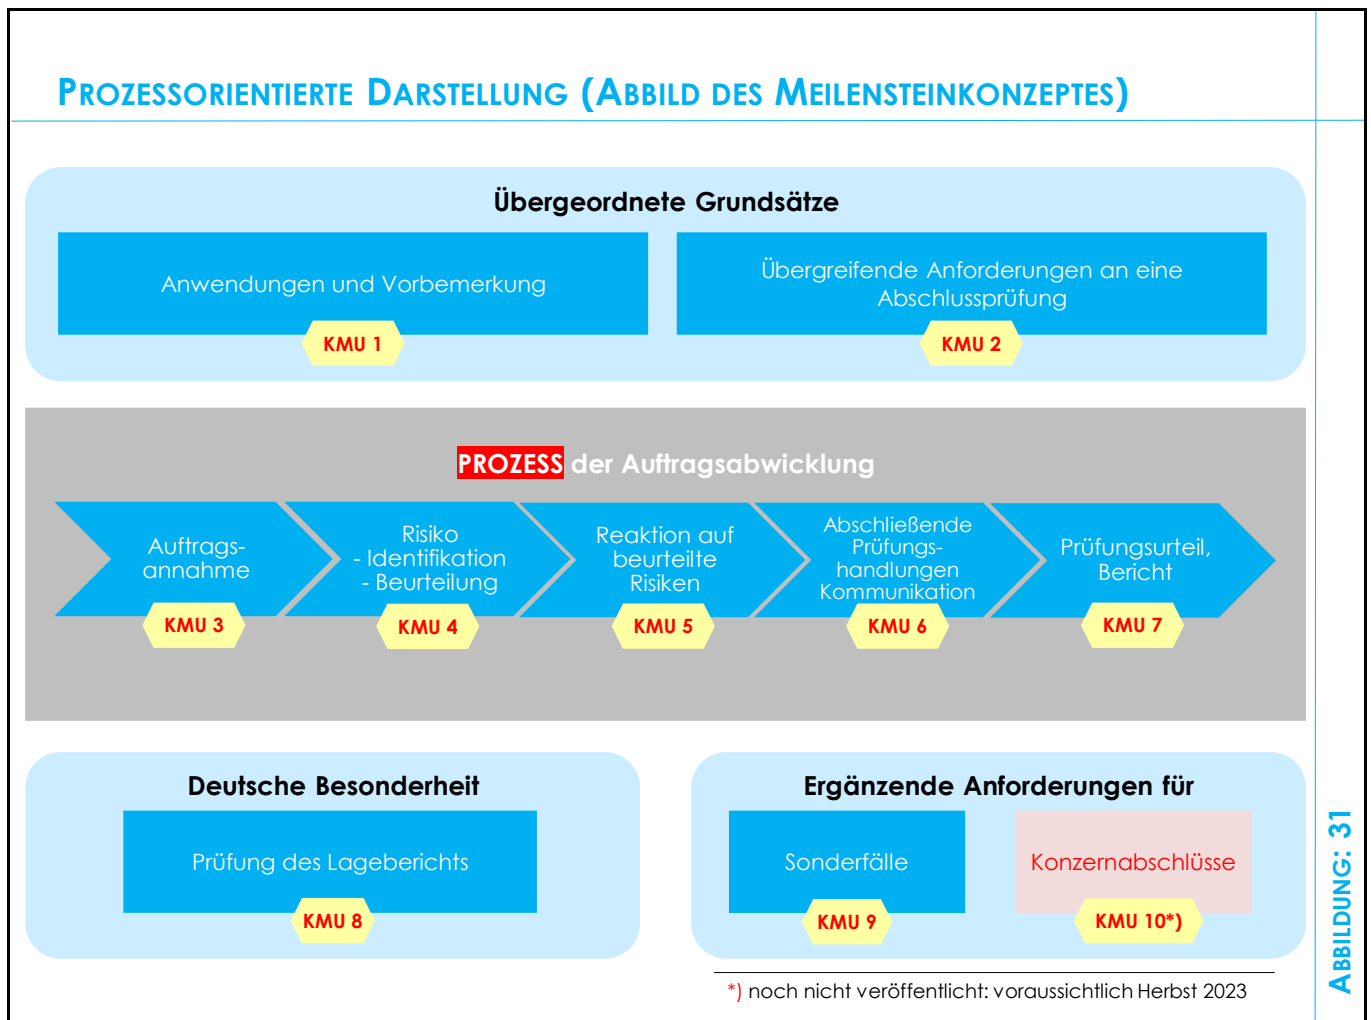 PROZESSORIENTIERTE DARSTELLUNG (ABBILD DES MEILENSTEINKONZEPTES)
Übergeordnete Grundsätze
Anwendungen und Vorbemerkung
KMU 1
Übergreifende Anforderungen an eine
Abschlussprüfung
KMU 2
PROZESS der Auftragsabwicklung
Auftrags-
annahme
KMU 3
Risiko
- Identifikation
- Beurteilung
KMU 4
Reaktion auf
beurteilte
Risiken
KMU 5
Abschließende
Prüfungs-
handlungen
Kommunikation
KMU 6
Prüfungsurteil,
Bericht
KMU 7
Deutsche Besonderheit
Prüfung des Lageberichts
KMU 8
Ergänzende Anforderungen für
Sonderfälle
KMU 9
Konzernabschlüsse
KMU 10*)
*) noch nicht veröffentlicht: voraussichtlich Herbst 2023
ABBILDUNG: 31